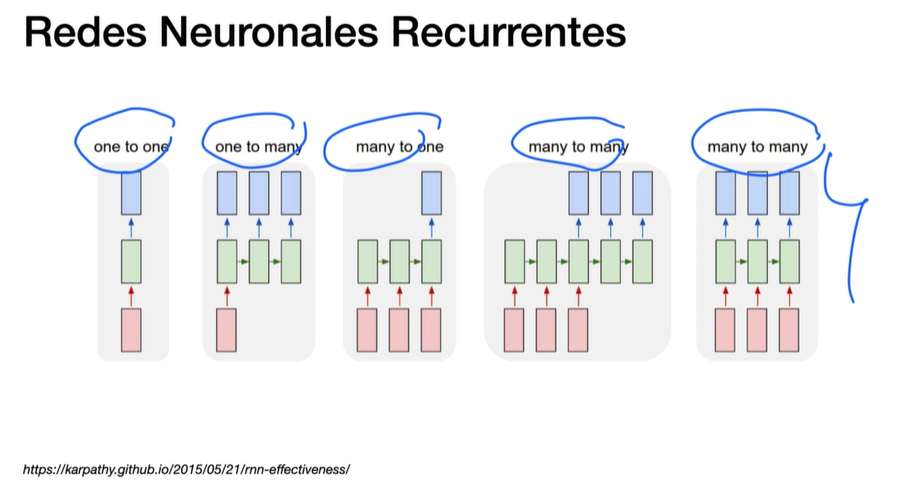 Redes Neuronales Recurrentes
one to one
one to many
many to one
many to many
many to many
https://karpathy.github.io/2015/05/21/rnn-effectiveness/